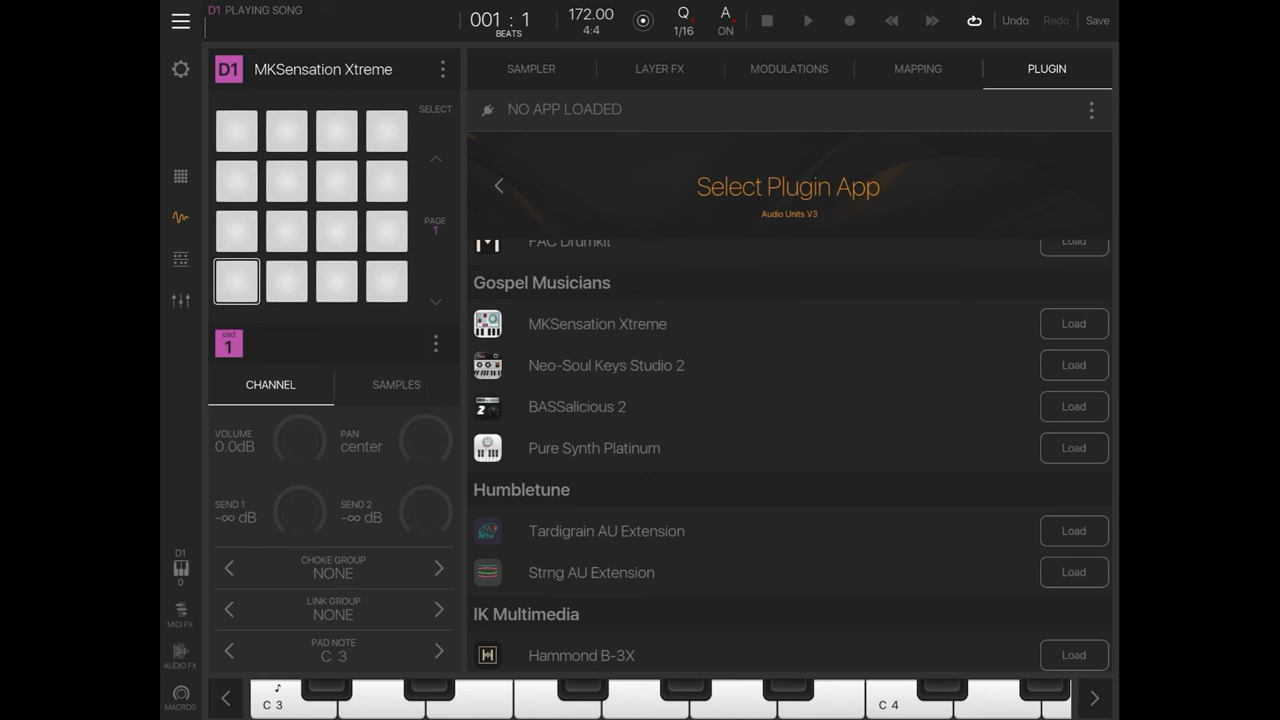 D1 PLAYING SONG
001 : 1
BEATS
172.00
4:4
Q
1/16
A
ON
Undo
Redo
Save
D1
MKSensation Xtreme
SELECT
PAGE
1
pad
1
CHANNEL
SAMPLES
VOLUME
0.0dB
PAN
center
SEND 1
-∞ dB
SEND 2
-∞ dB
CHOKE GROUP
NONE
LINK GROUP
NONE
PAD NOTE
C 3
D1
0
MIDI FX
AUDIO FX
MACROS
SAMPLER
LAYER FX
MODULATIONS
MAPPING
PLUGIN
NO APP LOADED
Select Plugin App
Audio Units V3
FAC Drumkit
Load
Gospel Musicians
MKSensation Xtreme
Load
Neo-Soul Keys Studio 2
Load
BASSalicious 2
Load
Pure Synth Platinum
Load
Humbletune
Tardigrain AU Extension
Load
Strng AU Extension
Load
IK Multimedia
Hammond B-3X
Load
C 3
C 4